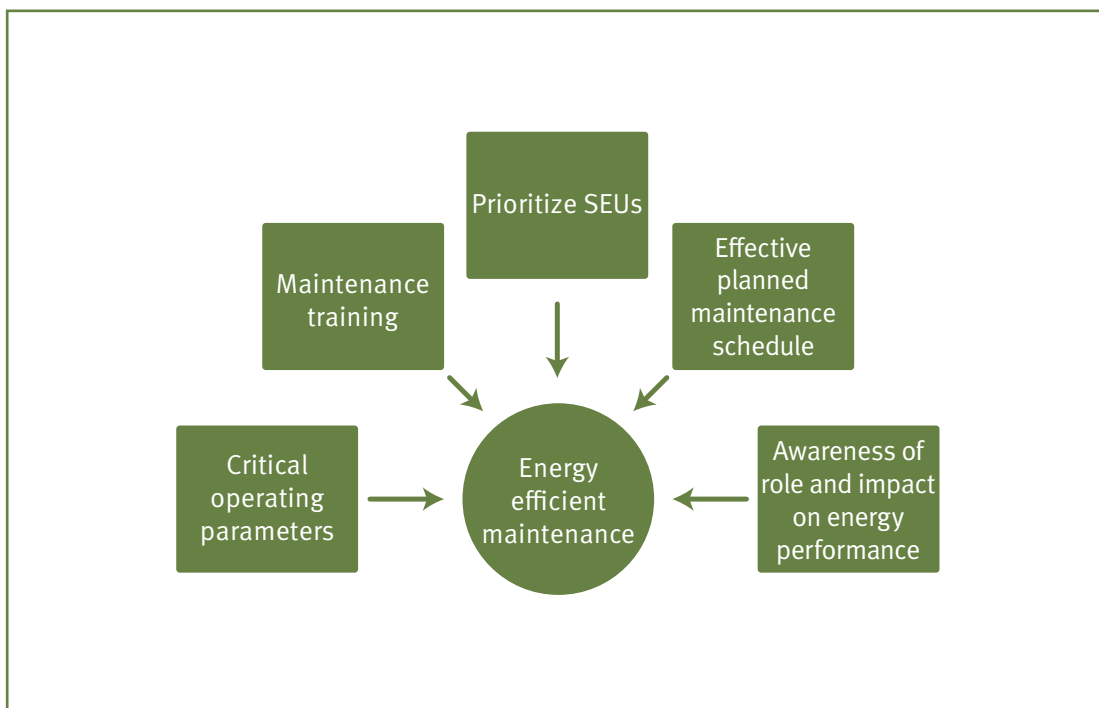 Prioritize SEUs
Maintenance
training
Effective
planned
maintenance
schedule
Critical
operating
parameters
Energy
efficient
maintenance
Awareness of
role and impact
on energy
performance